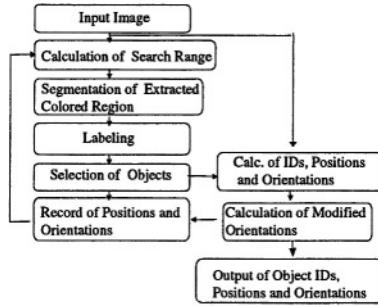 Input Image
Calculation of Search Range
Segmentation of Extracted
Colored Region
Labeling
Selection of Objects
Calc. of IDs, Positions
and Orientations
Record of Positions and
Orientations
Calculation of Modified
Orientations
Output of Object IDs,
Positions and Orientations